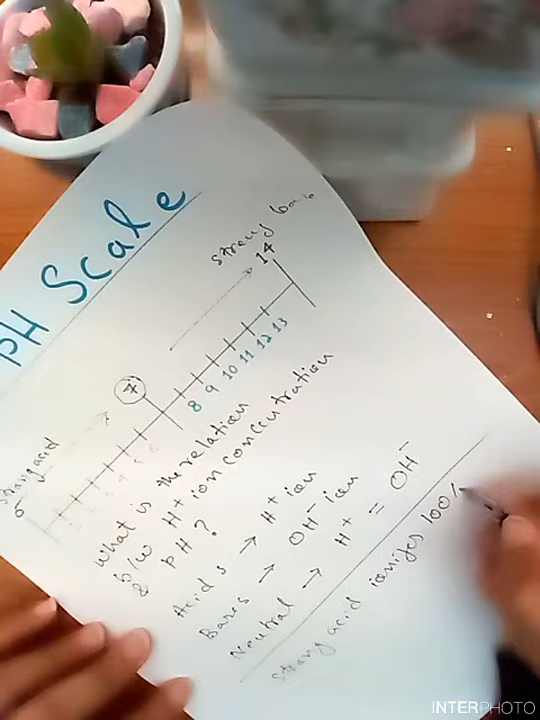 pH Scale
strong
14
7
8 9 10 11 12 13
strong acid
0
What is the relation
b/w H+ ion concentration
& pH?
Acids → H+ ion
Bases → OH⁻ ion
Neutral → H+ = OH⁻
strong acid ionizes 100%
INTERPHOTO